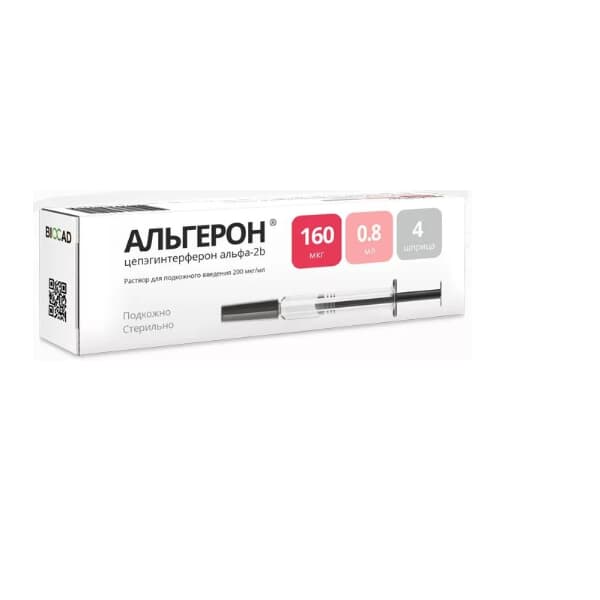 BIOCAD
АЛЬГЕРОН®
цепэгинтерферон альфа-2b
Раствор для подкожного введения 200 мкг/мл
160
мкг
0.8
мл
4
шприца
Подкожно
Стерильно